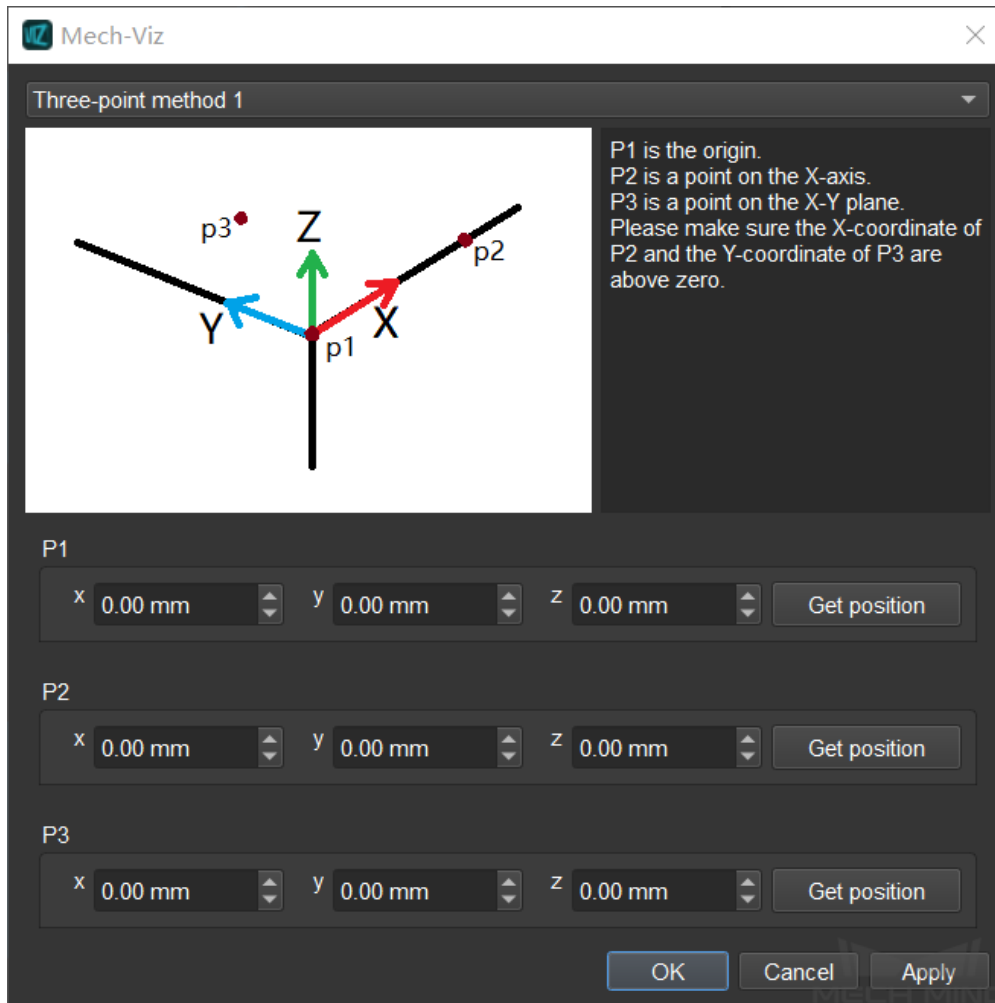 VIZ Mech-Viz
Three-point method 1
P1 is the origin.
P2 is a point on the X-axis.
P3 is a point on the X-Y plane.
Please make sure the X-coordinate of
P2 and the Y-coordinate of P3 are
above zero.
p3 Z p2
Y X
p1
P1
x 0.00 mm y 0.00 mm z 0.00 mm Get position
P2
x 0.00 mm y 0.00 mm z 0.00 mm Get position
P3
x 0.00 mm y 0.00 mm z 0.00 mm Get position
OK Cancel Apply